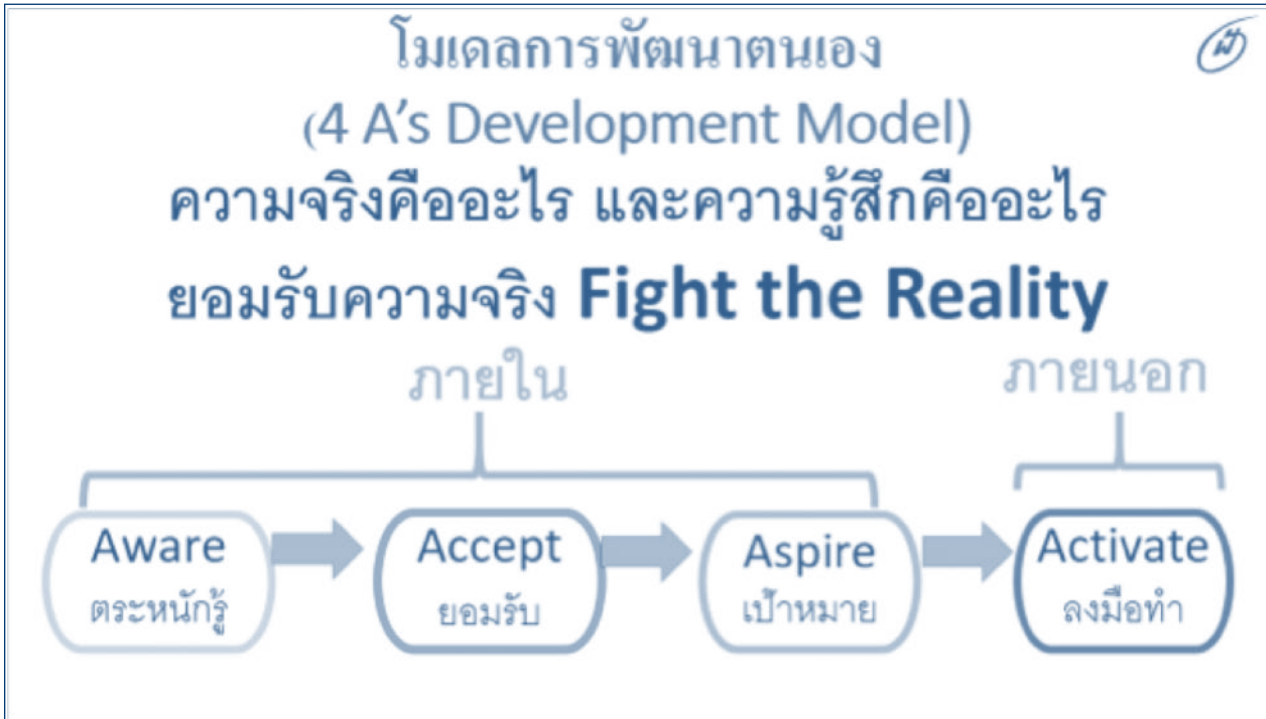 โมเดลการพัฒนาตนเอง
(4 A's Development Model)
ความจริงคืออะไร และความรู้สึกคืออะไร
ยอมรับความจริง Fight the Reality
ภายใน ภายนอก
Aware Accept Aspire Activate
ตระหนักรู้ ยอมรับ เป้าหมาย ลงมือทำ